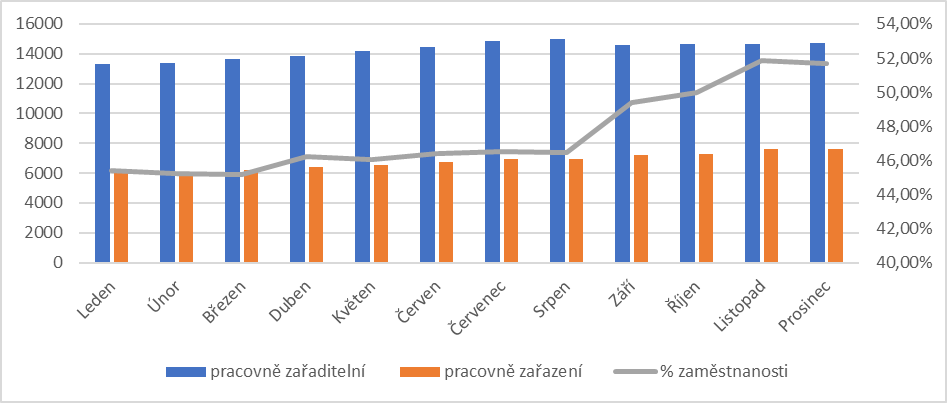 16000
14000
12000
10000
8000
6000
4000
2000
0
54,00%
52,00%
50,00%
48,00%
46,00%
44,00%
42,00%
40,00%
Leden
Únor
Březen
Duben
Květen
Červen
Červenec
Srpen
Září
Říjen
Listopad
Prosinec
pracovně zařaditelní pracovně zařazení % zaměstnanosti